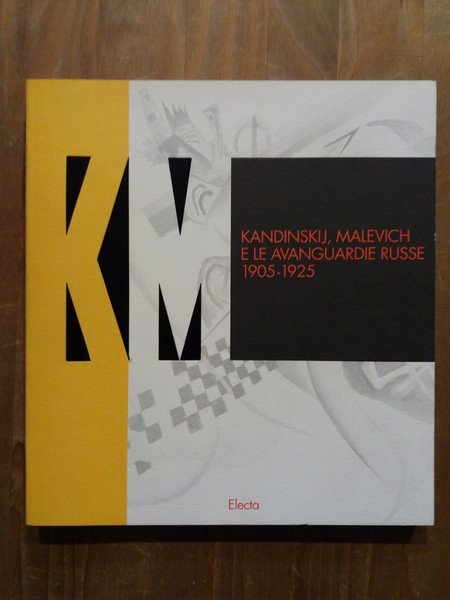 KM
KANDINSKIJ, MALEVICH
E LE AVANGUARDIE RUSSE
1905-1925
Electa